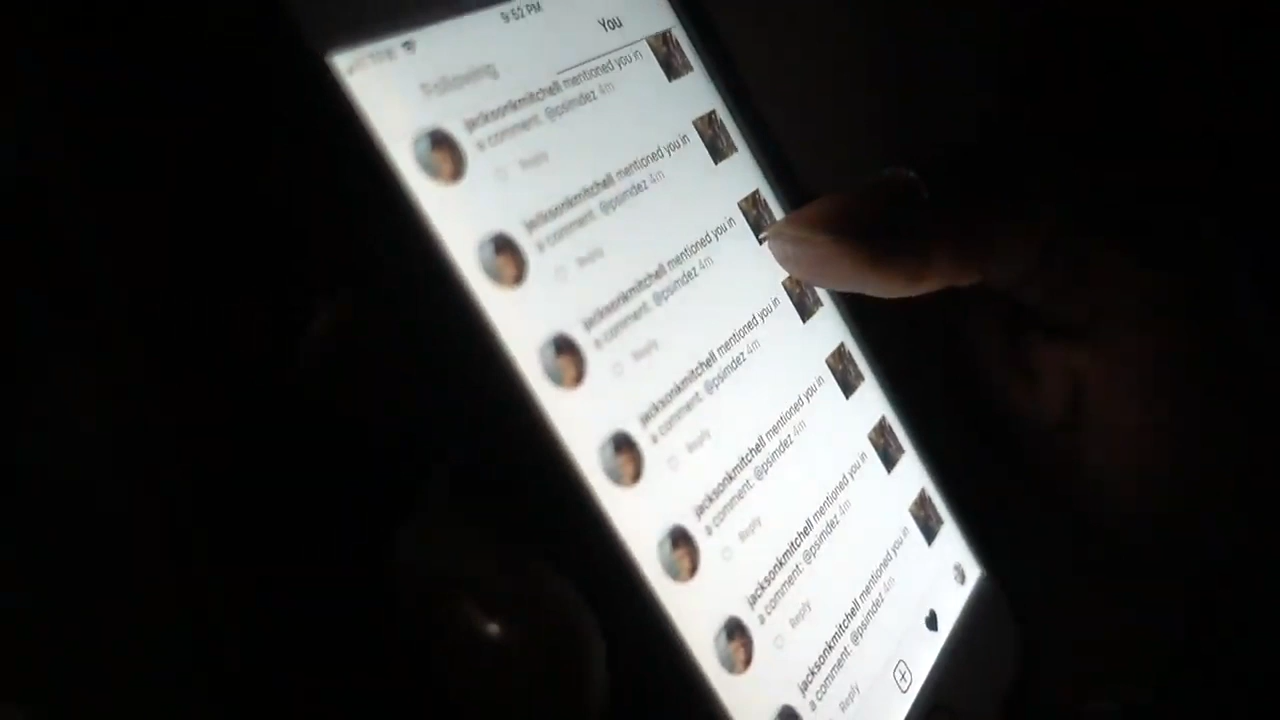 9:52 PM
Following
You
jacksonkmitchell mentioned you in
a comment: @psimdez 4m
Reply
jacksonkmitchell mentioned you in
a comment: @psimdez 4m
Reply
jacksonkmitchell mentioned you in
a comment: @psimdez 4m
Reply
jacksonkmitchell mentioned you in
a comment: @psimdez 4m
Reply
jacksonkmitchell mentioned you in
a comment: @psimdez 4m
Reply
jacksonkmitchell mentioned you in
a comment: @psimdez 4m
Reply
jacksonkmitchell mentioned you in
a comment: @psimdez 4m
Reply